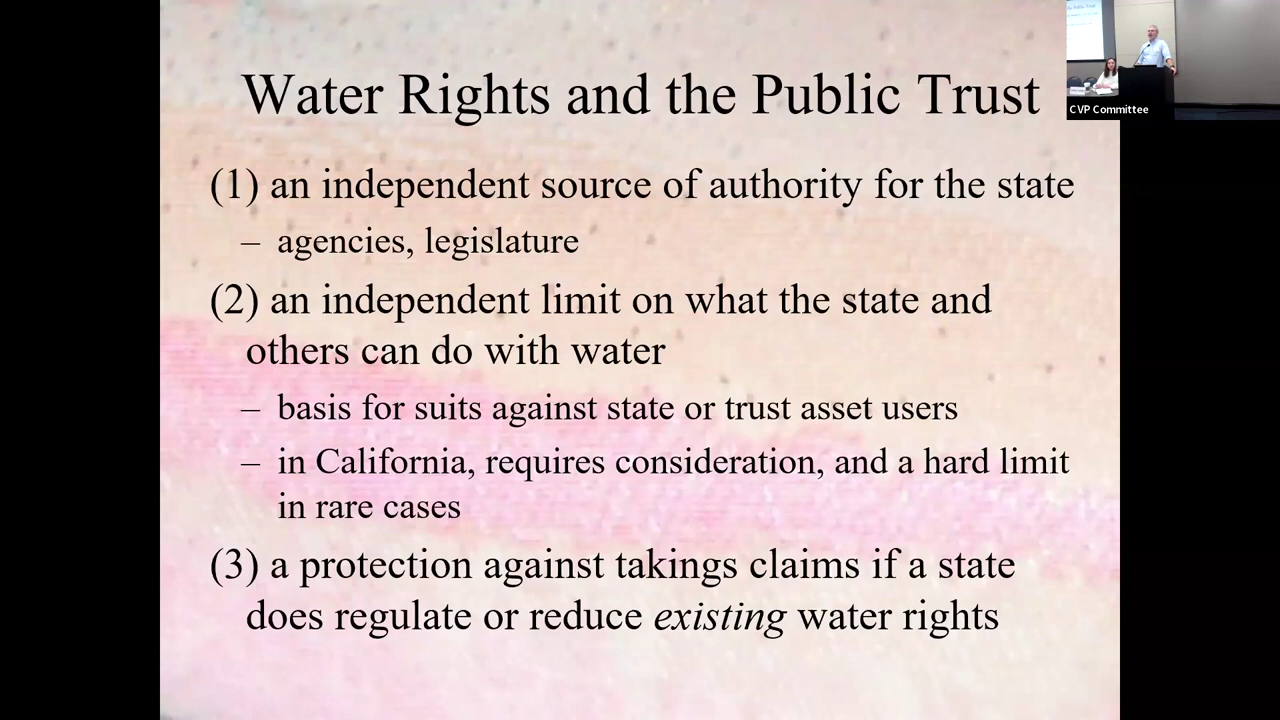 Water Rights and the Public Trust
(1) an independent source of authority for the state
– agencies, legislature
(2) an independent limit on what the state and
others can do with water
– basis for suits against state or trust asset users
– in California, requires consideration, and a hard limit
in rare cases
(3) a protection against takings claims if a state
does regulate or reduce existing water rights
CVP Committee